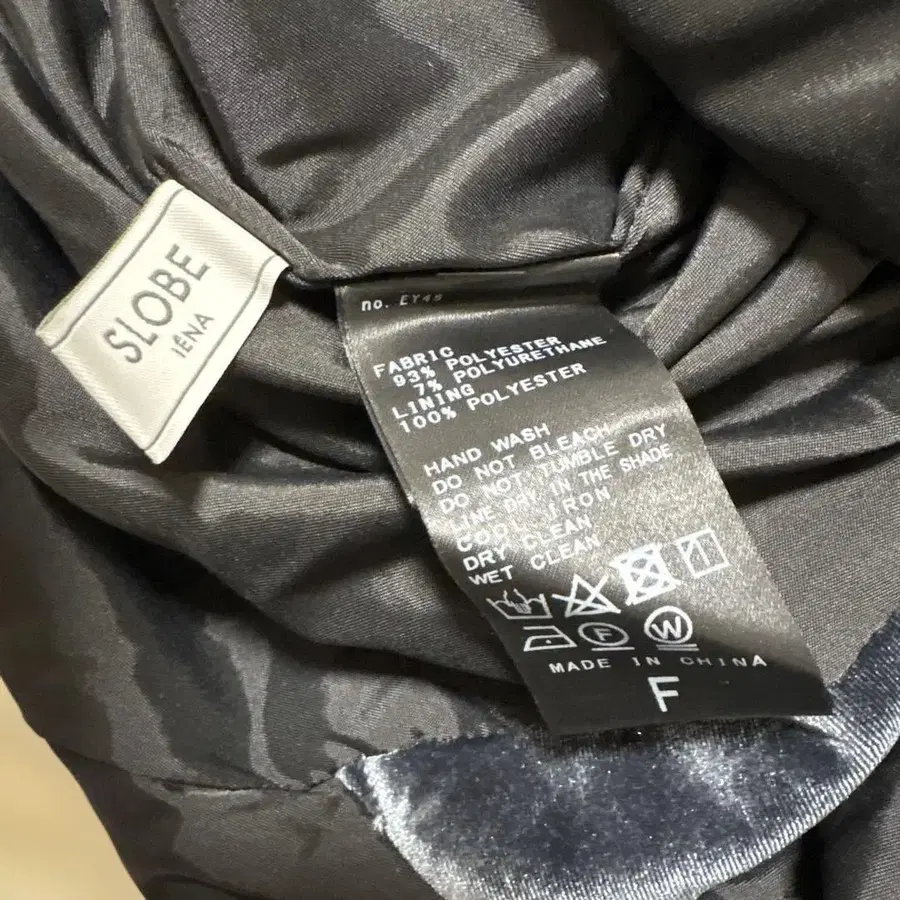 SLOBE
IÉNA
no. EY49
FABRIC
93% POLYESTER
7% POLYURETHANE
LINING
100% POLYESTER
HAND WASH
DO NOT BLEACH
DO NOT TUMBLE DRY
LINE DRY IN THE SHADE
COOL IRON
DRY CLEAN
WET CLEAN
F
W
MADE IN CHINA
F